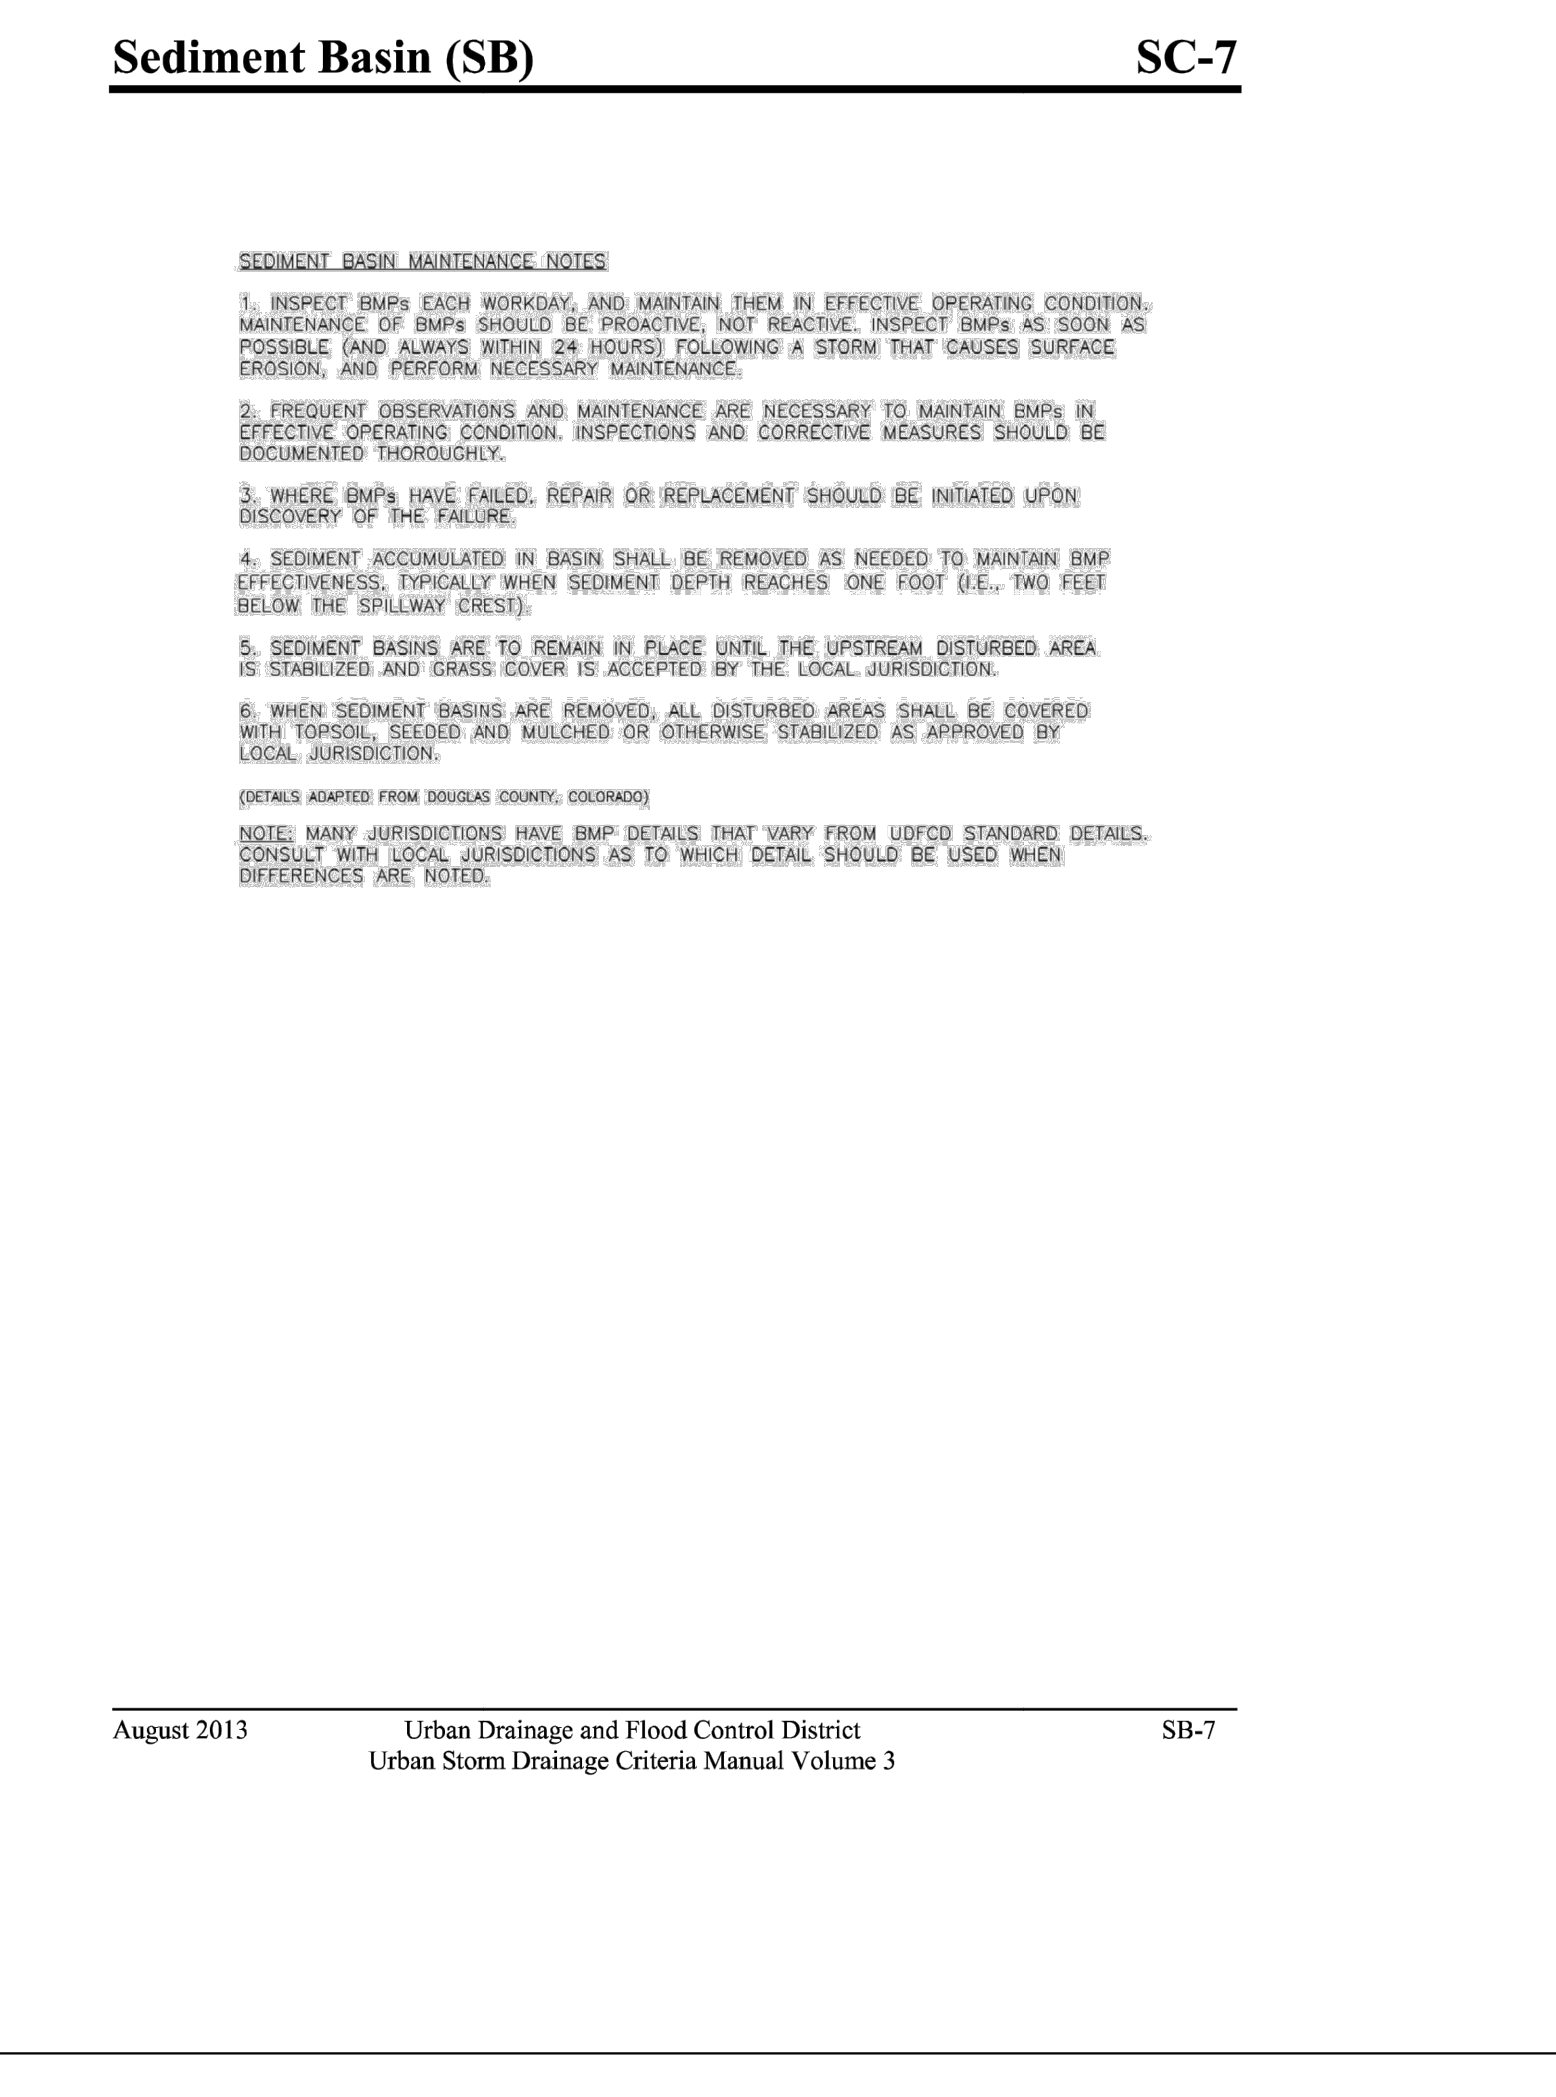 Sediment Basin (SB) SC-7
SEDIMENT BASIN MAINTENANCE NOTES
1. INSPECT BMPs EACH WORKDAY, AND MAINTAIN THEM IN EFFECTIVE OPERATING CONDITION.
MAINTENANCE OF BMPs SHOULD BE PROACTIVE, NOT REACTIVE. INSPECT BMPs AS SOON AS
POSSIBLE (AND ALWAYS WITHIN 24 HOURS) FOLLOWING A STORM THAT CAUSES SURFACE
EROSION, AND PERFORM NECESSARY MAINTENANCE.
2. FREQUENT OBSERVATIONS AND MAINTENANCE ARE NECESSARY TO MAINTAIN BMPs IN
EFFECTIVE OPERATING CONDITION. INSPECTIONS AND CORRECTIVE MEASURES SHOULD BE
DOCUMENTED THOROUGHLY.
3. WHERE BMPs HAVE FAILED, REPAIR OR REPLACEMENT SHOULD BE INITIATED UPON
DISCOVERY OF THE FAILURE.
4. SEDIMENT ACCUMULATED IN BASIN SHALL BE REMOVED AS NEEDED TO MAINTAIN BMP
EFFECTIVENESS, TYPICALLY WHEN SEDIMENT DEPTH REACHES ONE FOOT (I.E., TWO FEET
BELOW THE SPILLWAY CREST).
5. SEDIMENT BASINS ARE TO REMAIN IN PLACE UNTIL THE UPSTREAM DISTURBED AREA
IS STABILIZED AND GRASS COVER IS ACCEPTED BY THE LOCAL JURISDICTION.
6. WHEN SEDIMENT BASINS ARE REMOVED, ALL DISTURBED AREAS SHALL BE COVERED
WITH TOPSOIL, SEEDED AND MULCHED OR OTHERWISE STABILIZED AS APPROVED BY
LOCAL JURISDICTION.
(DETAILS ADAPTED FROM DOUGLAS COUNTY, COLORADO)
NOTE: MANY JURISDICTIONS HAVE BMP DETAILS THAT VARY FROM UDFCD STANDARD DETAILS.
CONSULT WITH LOCAL JURISDICTIONS AS TO WHICH DETAIL SHOULD BE USED WHEN
DIFFERENCES ARE NOTED.
August 2013 Urban Drainage and Flood Control District SB-7
Urban Storm Drainage Criteria Manual Volume 3